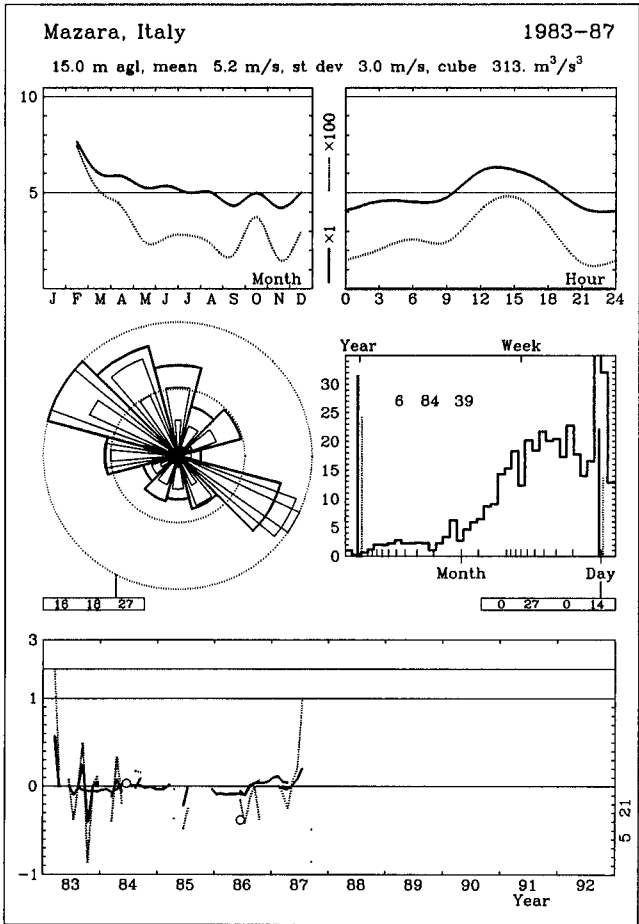 Mazara, Italy 1983-87
15.0 m agl, mean 5.2 m/s, st dev 3.0 m/s, cube 313. m³/s³
10
5
J F M A M J J A S O N D
Month
×1 ×100
0 3 6 9 12 15 18 21 24
Hour
Year Week
30
25
20
15
10
5
0
6 84 39
Month Day
16 18 27
0 27 0 14
3
1
0
-1
83 84 85 86 87 88 89 90 91 92
Year
5 21